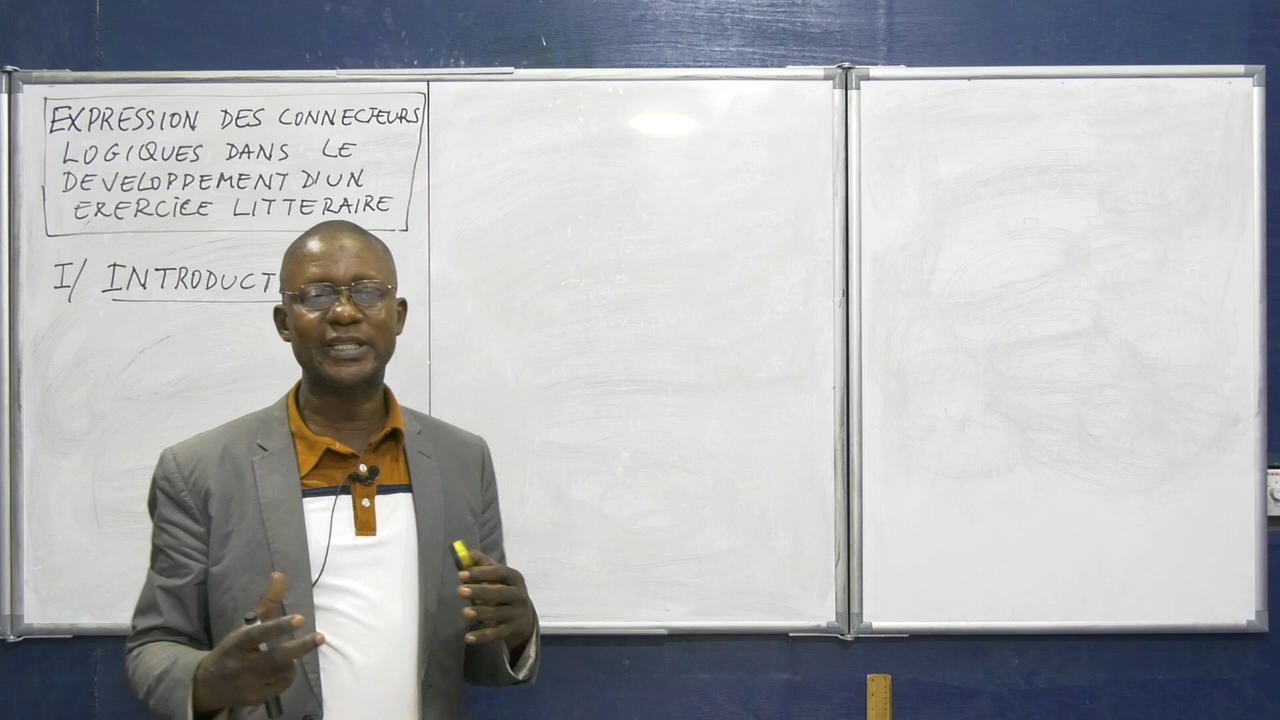 EXPRESSION DES CONNECTEURS
LOGIQUES DANS LE
DEVELOPPEMENT D'UN
EXERCICE LITTERAIRE
I/ INTRODUCT